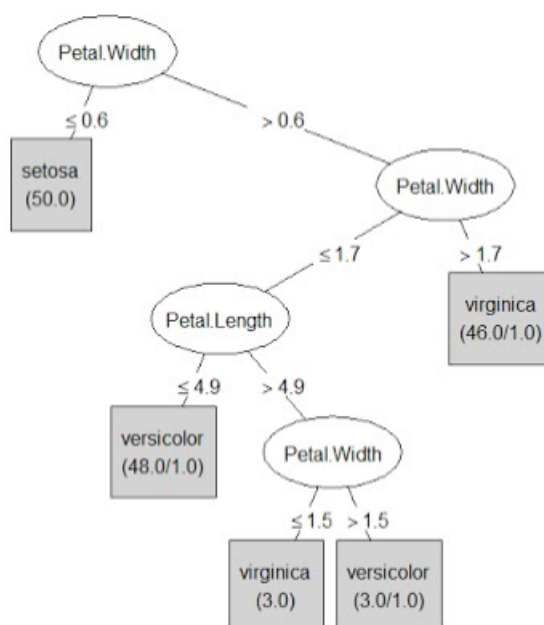 Petal.Width
≤ 0.6
> 0.6
setosa
(50.0)
Petal.Width
≤ 1.7
> 1.7
Petal.Length
virginica
(46.0/1.0)
≤ 4.9
> 4.9
versicolor
(48.0/1.0)
Petal.Width
≤ 1.5
> 1.5
virginica
(3.0)
versicolor
(3.0/1.0)